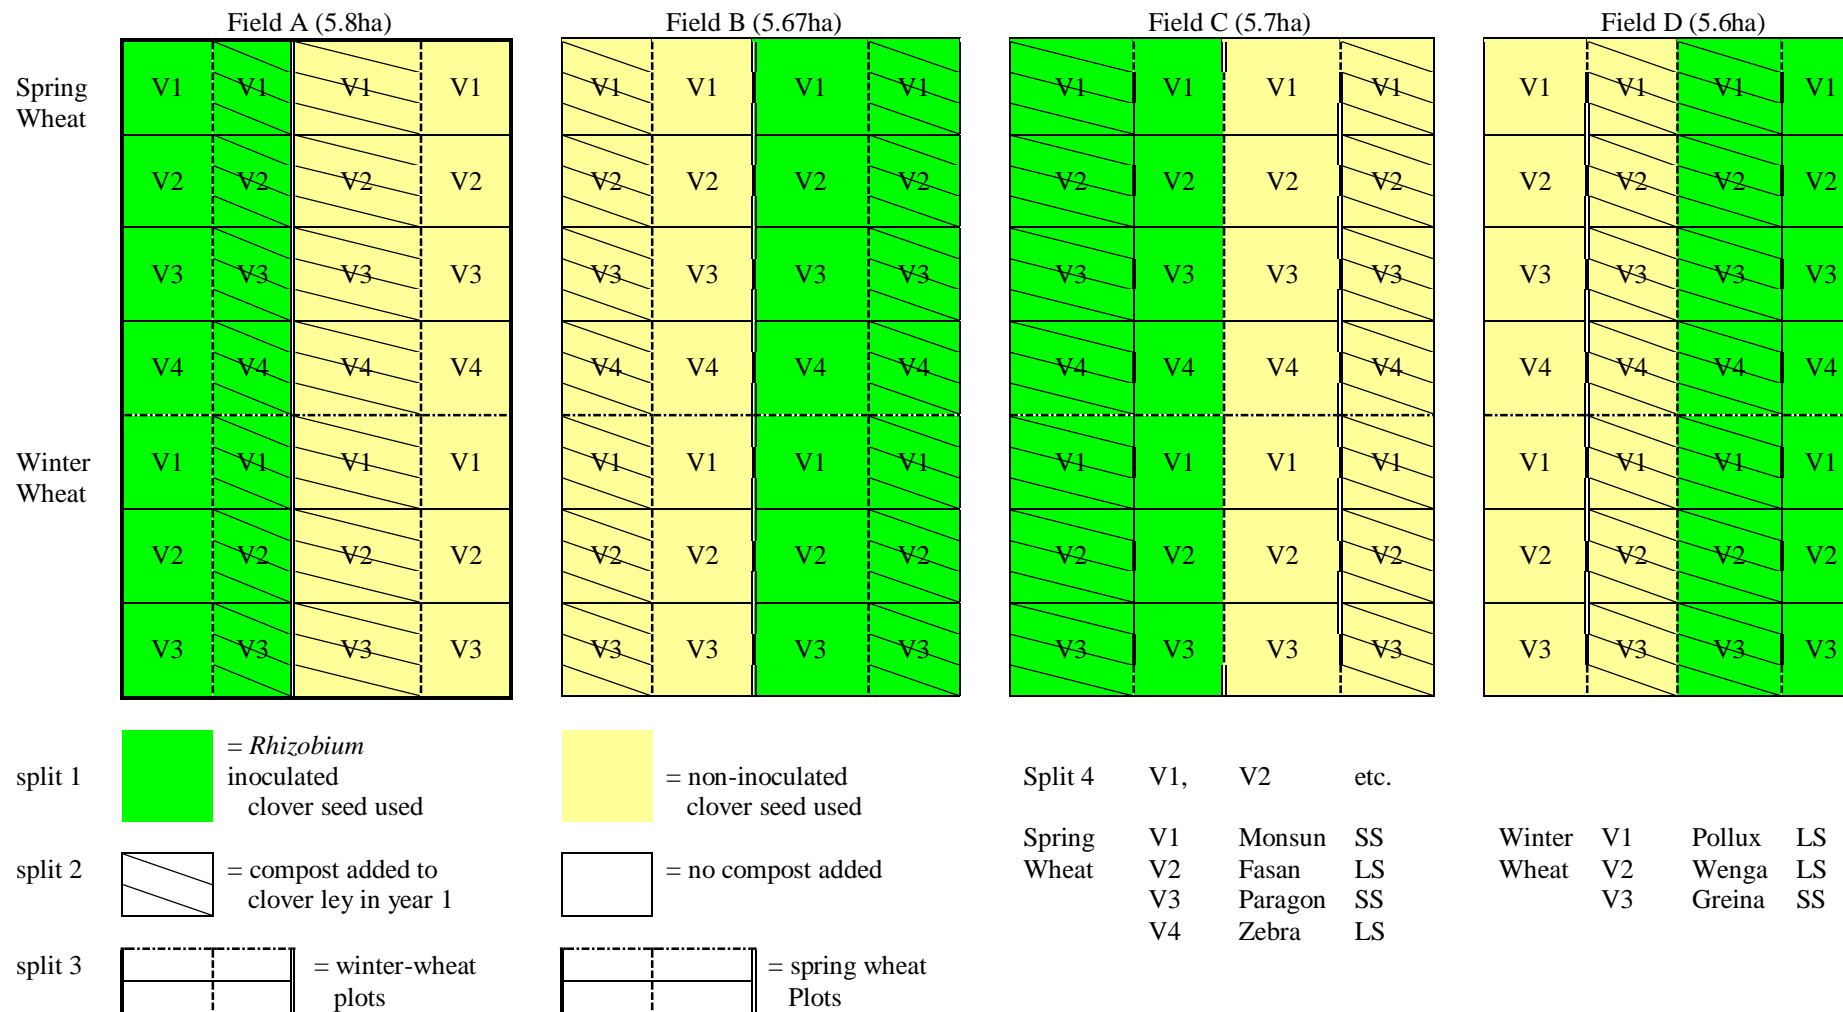 Field A (5.8ha) Field B (5.67ha) Field C (5.7ha) Field D (5.6ha)
Spring
Wheat
V1 V1 V1 V1 V1 V1 V1 V1 V1 V1 V1 V1 V1 V1 V1 V1
V2 V2 V2 V2 V2 V2 V2 V2 V2 V2 V2 V2 V2 V2 V2 V2
V3 V3 V3 V3 V3 V3 V3 V3 V3 V3 V3 V3 V3 V3 V3 V3
V4 V4 V4 V4 V4 V4 V4 V4 V4 V4 V4 V4 V4 V4 V4 V4
Winter
Wheat
V1 V1 V1 V1 V1 V1 V1 V1 V1 V1 V1 V1 V1 V1 V1 V1
V2 V2 V2 V2 V2 V2 V2 V2 V2 V2 V2 V2 V2 V2 V2 V2
V3 V3 V3 V3 V3 V3 V3 V3 V3 V3 V3 V3 V3 V3 V3 V3
split 1
= Rhizobium
inoculated
clover seed used
= non-inoculated
clover seed used
split 2
= compost added to
clover ley in year 1
= no compost added
split 3
= winter-wheat
plots
= spring wheat
Plots
Split 4 V1, V2 etc.
Spring V1 Monsun SS
Wheat V2 Fasan LS
V3 Paragon SS
V4 Zebra LS
Winter V1 Pollux LS
Wheat V2 Wenga LS
V3 Greina SS